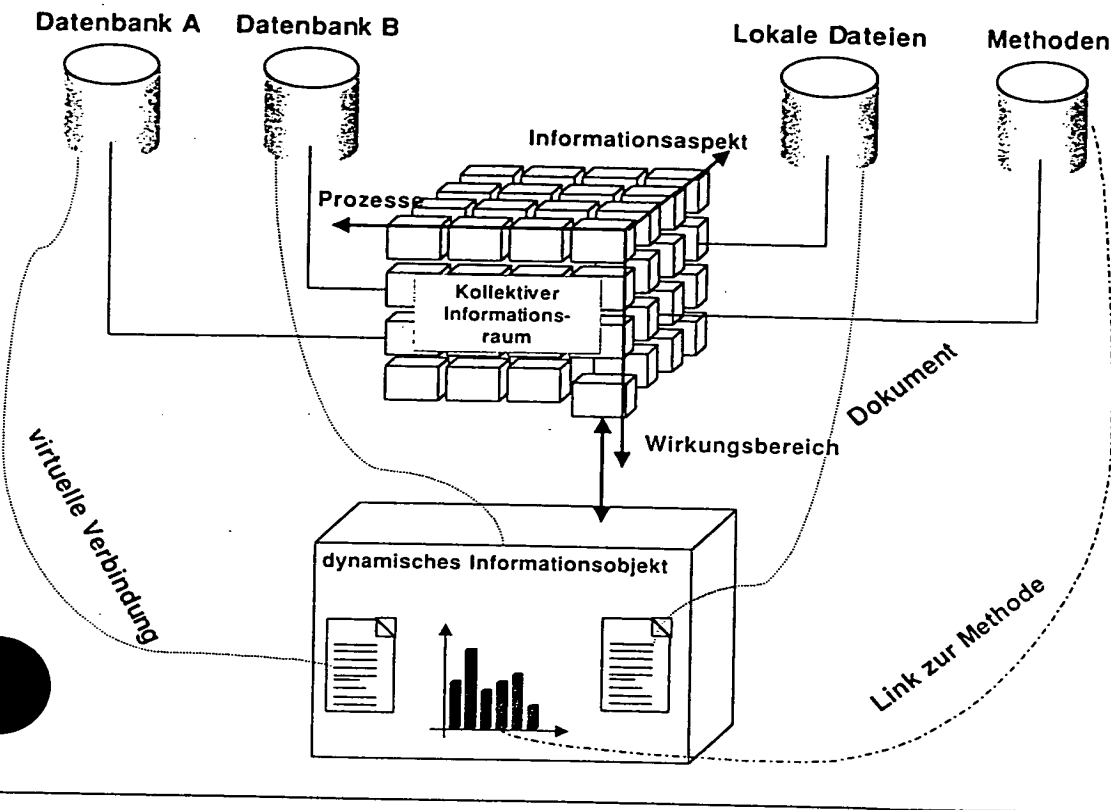 Datenbank A
Datenbank B
Lokale Dateien
Methoden
Informationsaspekt
Prozesse
Kollektiver
Informations-
raum
Dokument
Wirkungsbereich
virtuelle Verbindung
dynamisches Informationsobjekt
Link zur Methode